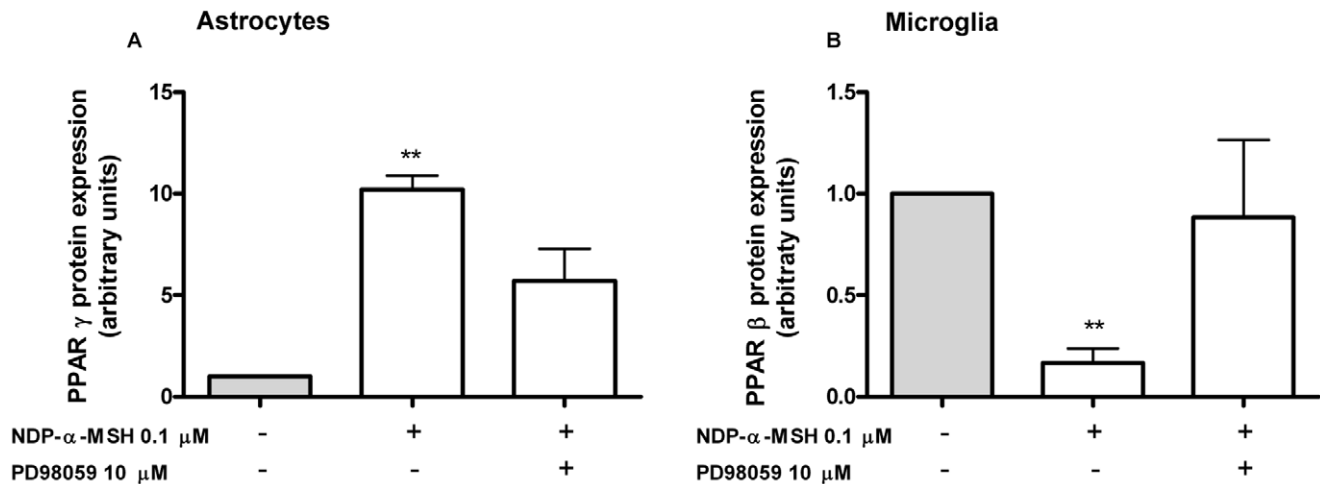 Astrocytes
A
PPAR γ protein expression
(arbitrary units)
15
10
5
0
**
NDP-α-MSH 0.1 μM - + +
PD98059 10 μM - - +
Microglia
B
PPAR β protein expression
(arbitraty units)
1.5
1.0
0.5
0.0
**
NDP-α-MSH 0.1 μM - + +
PD98059 10 μM - - +